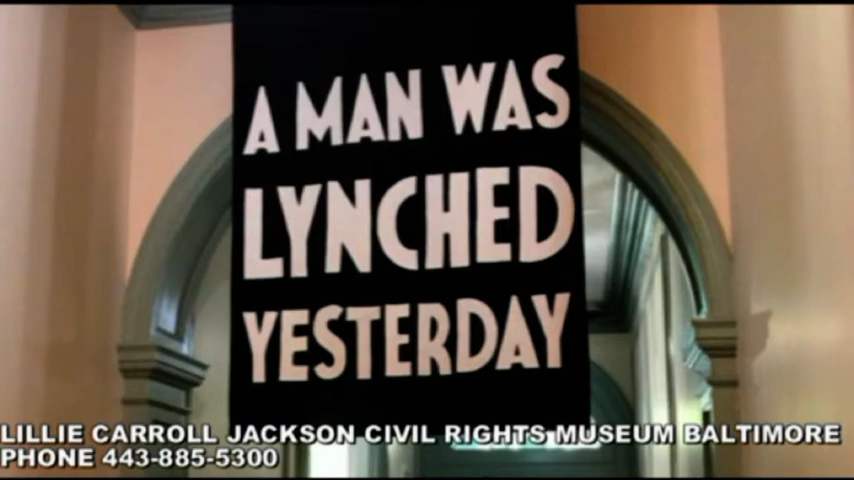 A MAN WAS
LYNCHED
YESTERDAY
LILLIE CARROLL JACKSON CIVIL RIGHTS MUSEUM BALTIMORE
PHONE 443-885-5300